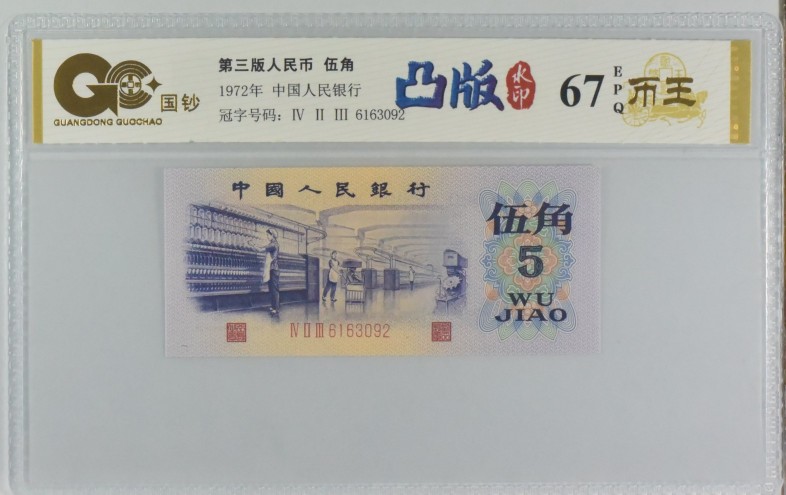 GC
国钞
GUANGDONG GUOCHAO
第三版人民币 伍角
1972年 中国人民银行
冠字号码: Ⅳ Ⅱ Ⅲ 6163092
凸版
水印
67
EPQ
币王
中國人民銀行
伍角
5
WU
JIAO
Ⅳ Ⅱ Ⅲ 6163092